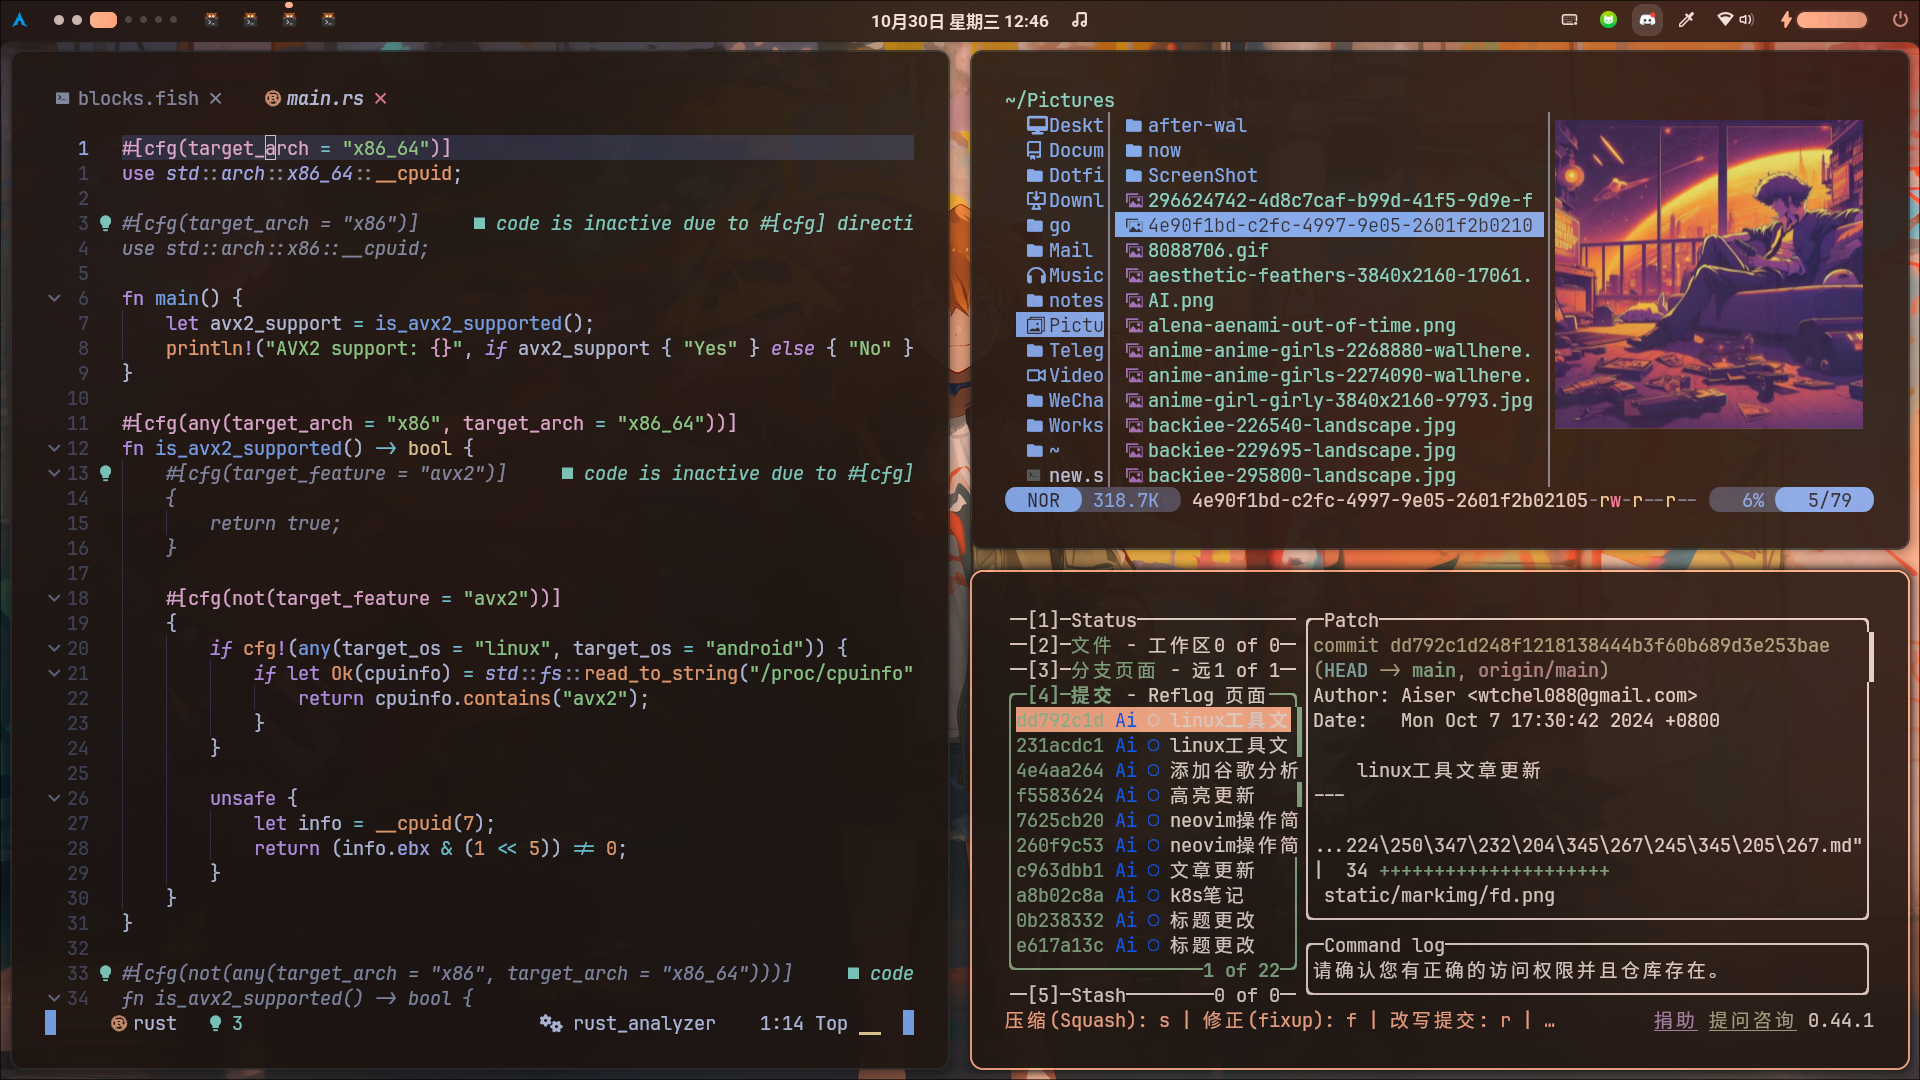 10月30日 星期三 12:46
blocks.fish
main.rs
1 #[cfg(target_arch = "x86_64")]
1 use std::arch::x86_64::__cpuid;
2
3 #[cfg(target_arch = "x86")] ■ code is inactive due to #[cfg] directi
4 use std::arch::x86::__cpuid;
5
6 fn main() {
7 let avx2_support = is_avx2_supported();
8 println!("AVX2 support: {}", if avx2_support { "Yes" } else { "No" }
9 }
10
11 #[cfg(any(target_arch = "x86", target_arch = "x86_64"))]
12 fn is_avx2_supported() -> bool {
13 #[cfg(target_feature = "avx2")] ■ code is inactive due to #[cfg]
14 {
15 return true;
16 }
17
18 #[cfg(not(target_feature = "avx2"))]
19 {
20 if cfg!(any(target_os = "linux", target_os = "android")) {
21 if let Ok(cpuinfo) = std::fs::read_to_string("/proc/cpuinfo"
22 return cpuinfo.contains("avx2");
23 }
24 }
25
26 unsafe {
27 let info = __cpuid(7);
28 return (info.ebx & (1 << 5)) != 0;
29 }
30 }
31 }
32
33 #[cfg(not(any(target_arch = "x86", target_arch = "x86_64")))] ■ code
34 fn is_avx2_supported() -> bool {
rust 3 rust_analyzer 1:14 Top
~/Pictures
Deskt
Docum
Dotfi
Downl
go
Mail
Music
notes
Pictu
Teleg
Video
WeCha
Works
~
new.s
after-wal
now
ScreenShot
296624742-4d8c7caf-b99d-41f5-9d9e-f
4e90f1bd-c2fc-4997-9e05-2601f2b0210
8088706.gif
aesthetic-feathers-3840x2160-17061.
AI.png
alena-aenami-out-of-time.png
anime-anime-girls-2268880-wallhere.
anime-anime-girls-2274090-wallhere.
anime-girl-girly-3840x2160-9793.jpg
backiee-226540-landscape.jpg
backiee-229695-landscape.jpg
backiee-295800-landscape.jpg
NOR 318.7K 4e90f1bd-c2fc-4997-9e05-2601f2b02105-rw-r--r-- 6% 5/79
[1]─Status
[2]─文件 - 工作区0 of 0
[3]─分支页面 - 远1 of 1
[4]─提交 - Reflog 页面
dd792c1d Ai ○ linux工具文
231acdc1 Ai ○ linux工具文
4e4aa264 Ai ○ 添加谷歌分析
f5583624 Ai ○ 高亮更新
7625cb20 Ai ○ neovim操作简
260f9c53 Ai ○ neovim操作简
c963dbb1 Ai ○ 文章更新
a8b02c8a Ai ○ k8s笔记
0b238332 Ai ○ 标题更改
e617a13c Ai ○ 标题更改
1 of 22
[5]─Stash 0 of 0
Patch
commit dd792c1d248f1218138444b3f60b689d3e253bae
(HEAD -> main, origin/main)
Author: Aiser <wtchel088@gmail.com>
Date: Mon Oct 7 17:30:42 2024 +0800
linux工具文章更新
---
...224\250\347\232\204\345\267\245\345\205\267.md"
| 34 +++++++++++++++++++++
static/markimg/fd.png
Command log
请确认您有正确的访问权限并且仓库存在。
压缩(Squash): s | 修正(fixup): f | 改写提交: r | …
捐助 提问咨询 0.44.1